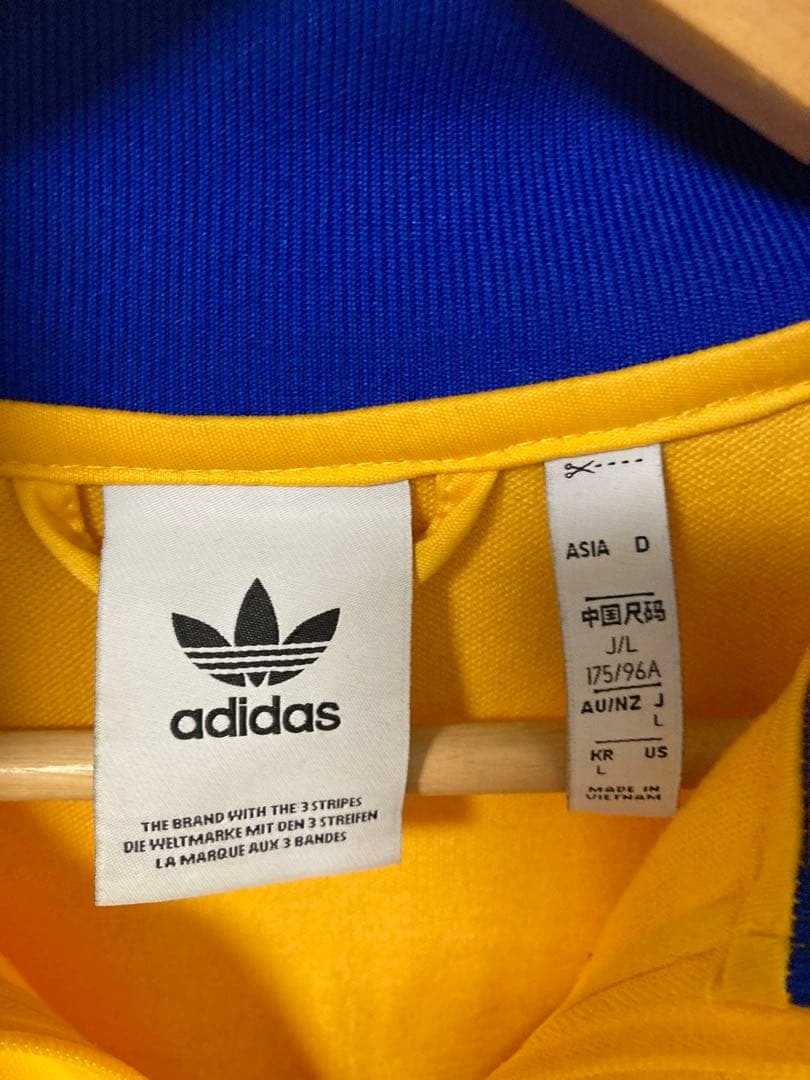 adidas
THE BRAND WITH THE 3 STRIPES
DIE WELTMARKE MIT DEN 3 STREIFEN
LA MARQUE AUX 3 BANDES
ASIA D
中国尺码
J/L
175/96A
AU/NZ J
L
KR US
L
MADE IN
VIETNAM